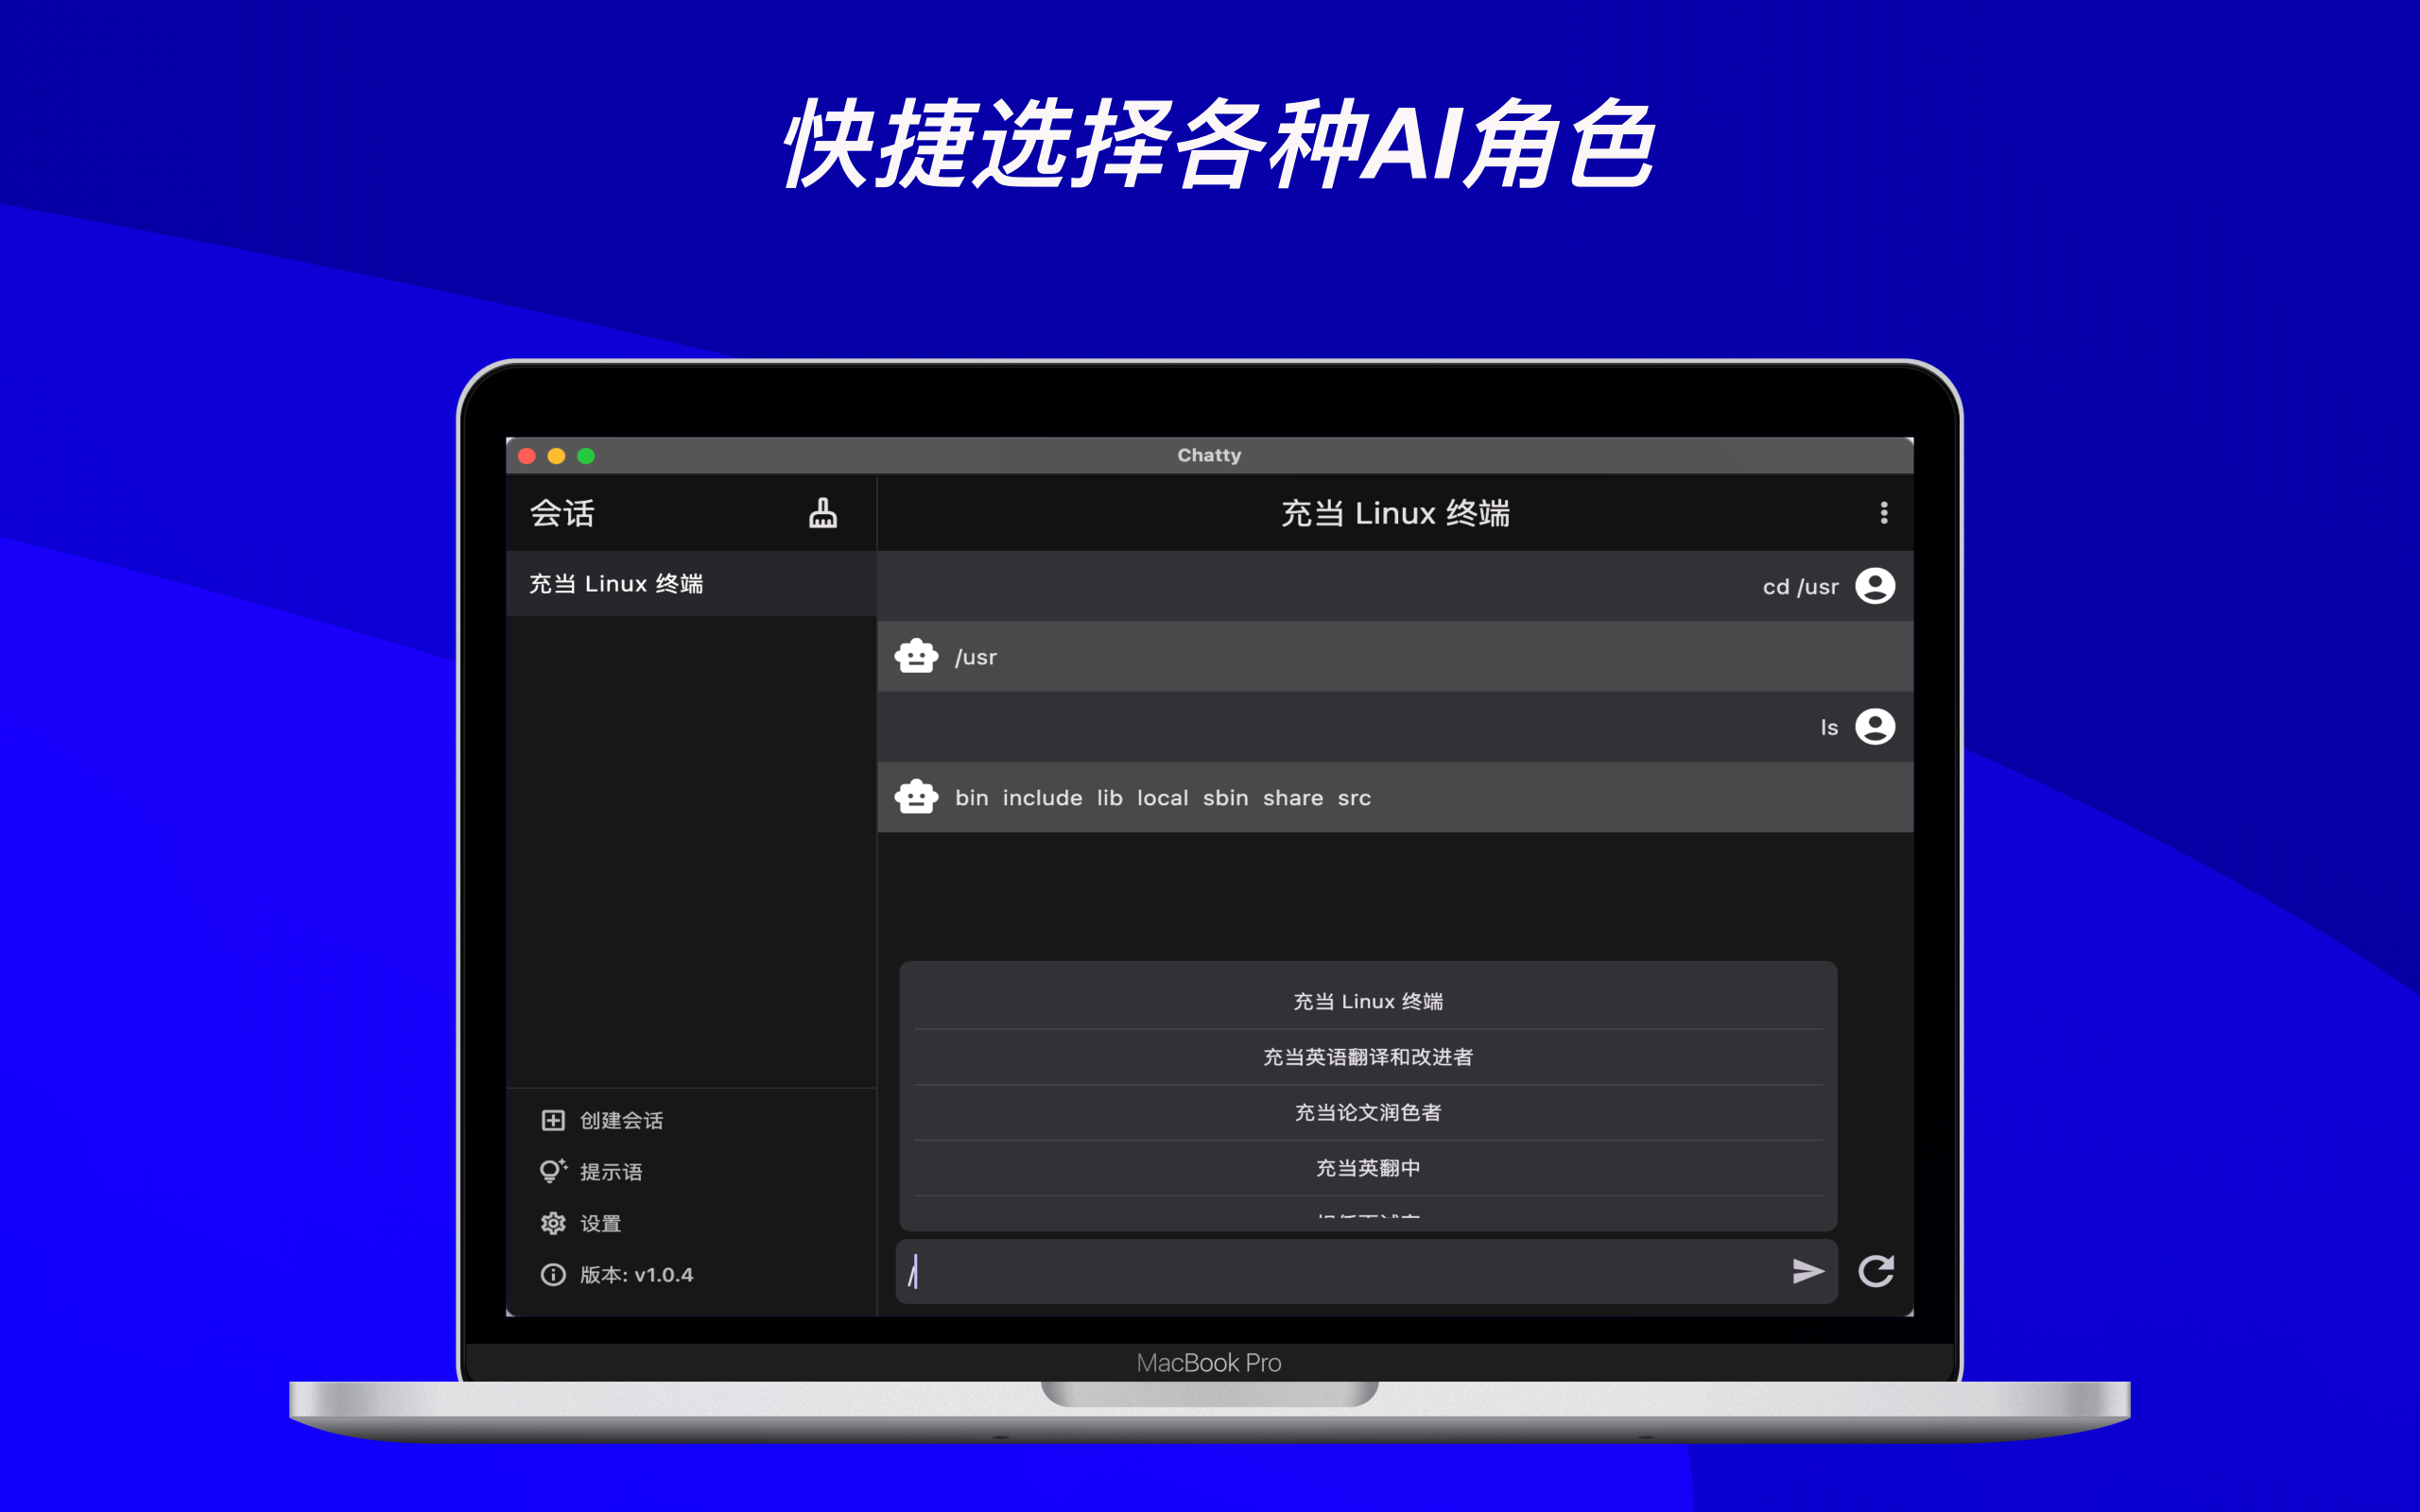 快捷选择各种AI角色
Chatty
会话
充当 Linux 终端
充当 Linux 终端
cd /usr
/usr
ls
bin include lib local sbin share src
充当 Linux 终端
充当英语翻译和改进者
充当论文润色者
充当英翻中
/
创建会话
提示语
设置
版本: v1.0.4
MacBook Pro